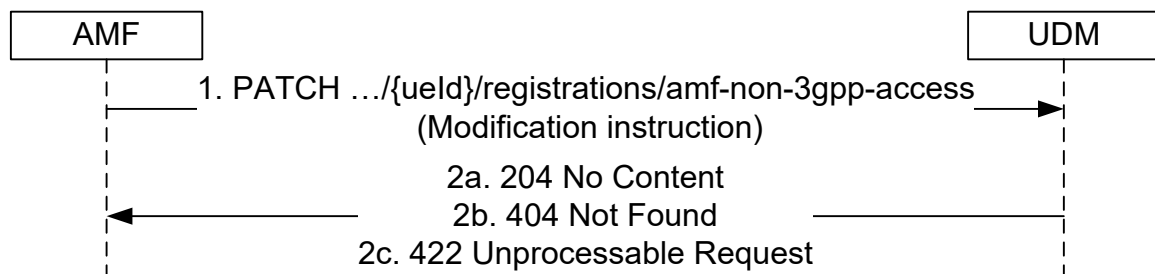 AMF
UDM
1. PATCH …/{ueId}/registrations/amf-non-3gpp-access
(Modification instruction)
2a. 204 No Content
2b. 404 Not Found
2c. 422 Unprocessable Request